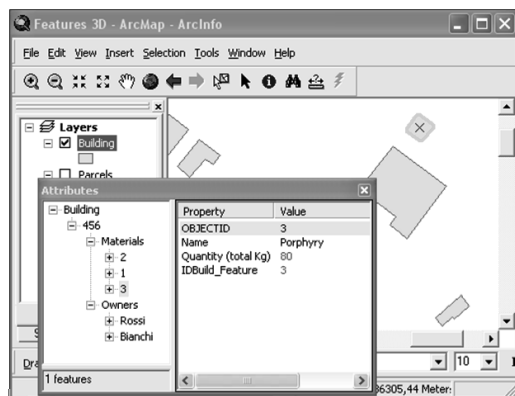 Features 3D - ArcMap - ArcInfo
File Edit View Insert Selection Tools Window Help
Layers
Building
Parcels
Attributes
Building
456
Materials
2
1
3
Owners
Rossi
Bianchi
Property Value
OBJECTID 3
Name Porphyry
Quantity (total Kg) 80
IDBuild_Feature 3
1 features
10
36305,44 Meter: